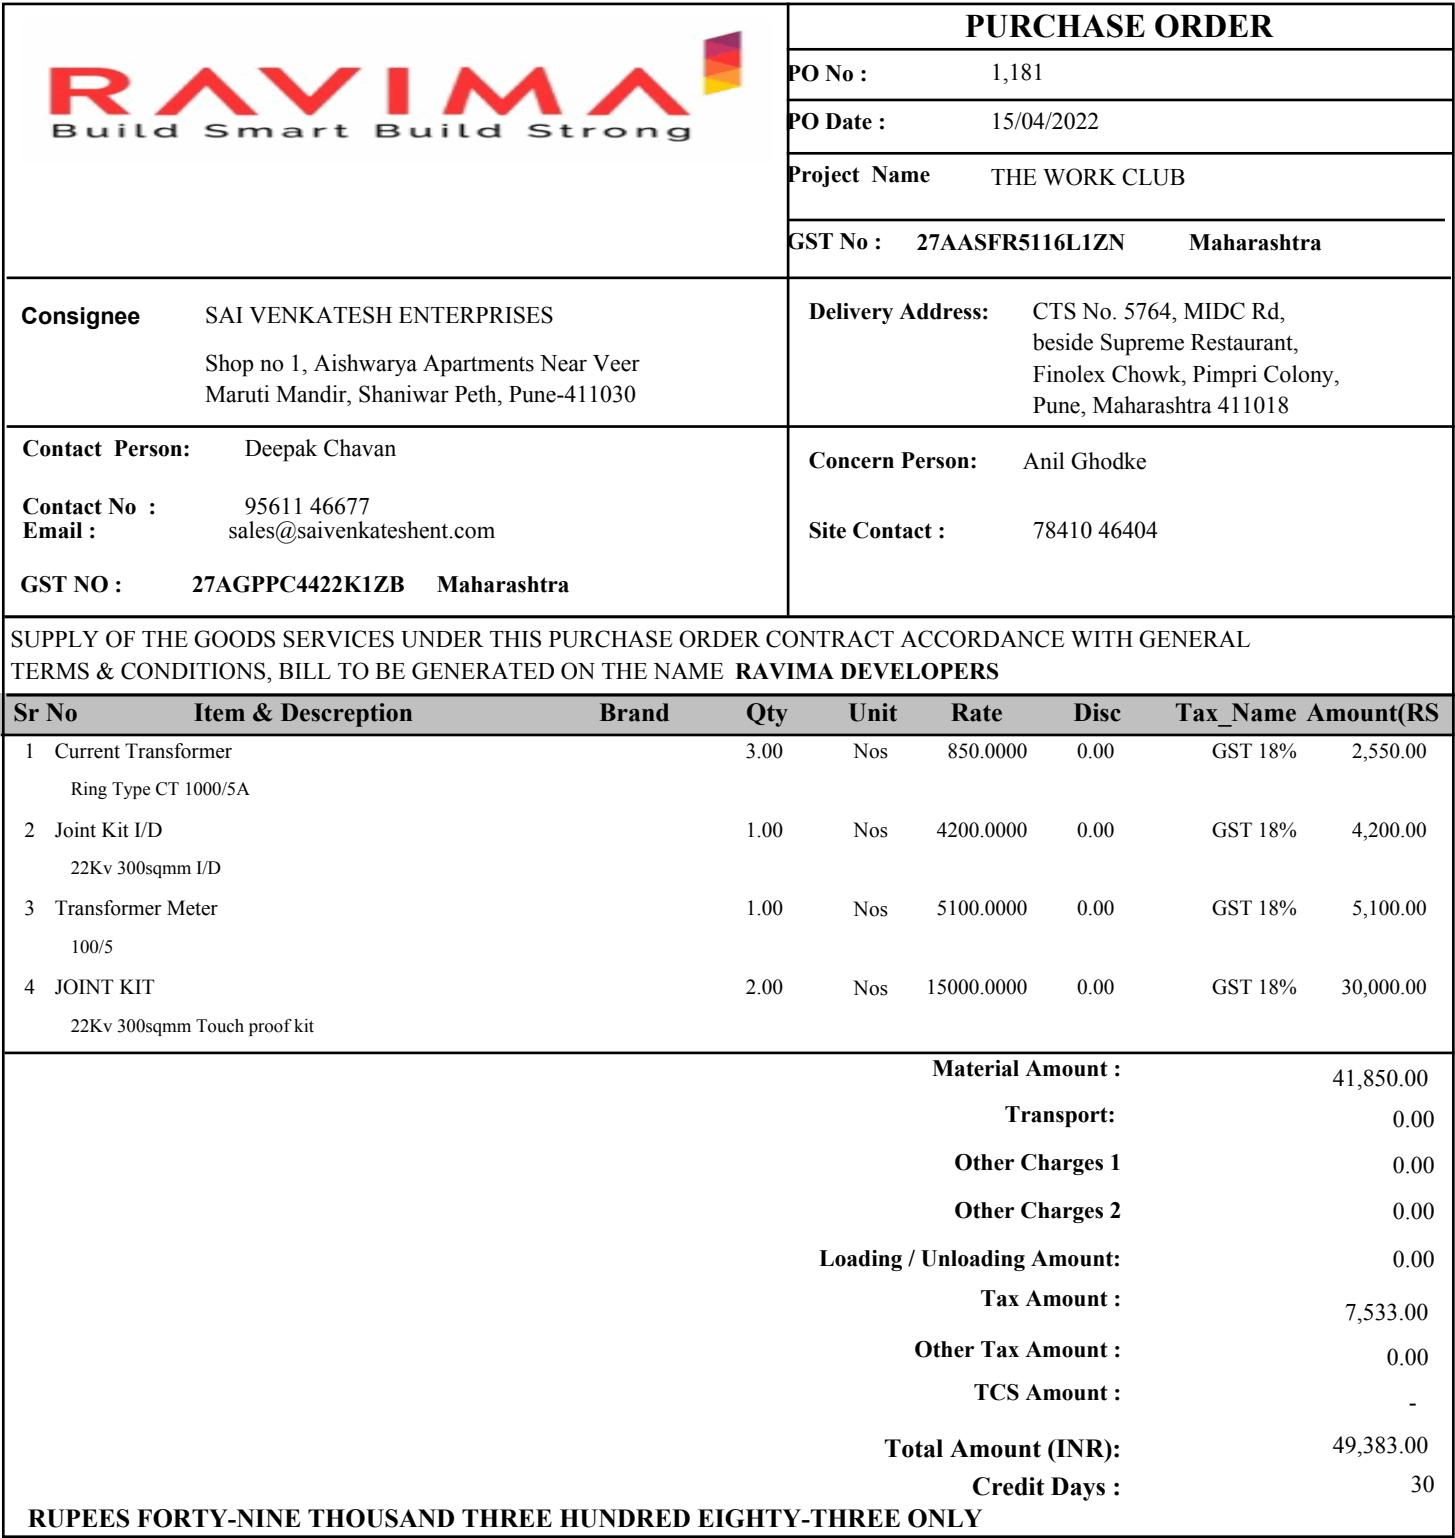 RAVIMA
Build Smart Build Strong
PURCHASE ORDER
PO No : 1,181
PO Date : 15/04/2022
Project Name THE WORK CLUB
GST No : 27AASFR5116L1ZN Maharashtra
Consignee SAI VENKATESH ENTERPRISES
Shop no 1, Aishwarya Apartments Near Veer
Maruti Mandir, Shaniwar Peth, Pune-411030
Delivery Address: CTS No. 5764, MIDC Rd,
beside Supreme Restaurant,
Finolex Chowk, Pimpri Colony,
Pune, Maharashtra 411018
Contact Person: Deepak Chavan
Contact No : 95611 46677
Email : sales@saivenkateshent.com
GST NO : 27AGPPC4422K1ZB Maharashtra
Concern Person: Anil Ghodke
Site Contact : 78410 46404
SUPPLY OF THE GOODS SERVICES UNDER THIS PURCHASE ORDER CONTRACT ACCORDANCE WITH GENERAL
TERMS & CONDITIONS, BILL TO BE GENERATED ON THE NAME RAVIMA DEVELOPERS
Sr No Item & Descreption Brand Qty Unit Rate Disc Tax_Name Amount(RS
1 Current Transformer 3.00 Nos 850.0000 0.00 GST 18% 2,550.00
Ring Type CT 1000/5A
2 Joint Kit I/D 1.00 Nos 4200.0000 0.00 GST 18% 4,200.00
22Kv 300sqmm I/D
3 Transformer Meter 1.00 Nos 5100.0000 0.00 GST 18% 5,100.00
100/5
4 JOINT KIT 2.00 Nos 15000.0000 0.00 GST 18% 30,000.00
22Kv 300sqmm Touch proof kit
Material Amount : 41,850.00
Transport: 0.00
Other Charges 1 0.00
Other Charges 2 0.00
Loading / Unloading Amount: 0.00
Tax Amount : 7,533.00
Other Tax Amount : 0.00
TCS Amount : -
Total Amount (INR): 49,383.00
Credit Days : 30
RUPEES FORTY-NINE THOUSAND THREE HUNDRED EIGHTY-THREE ONLY